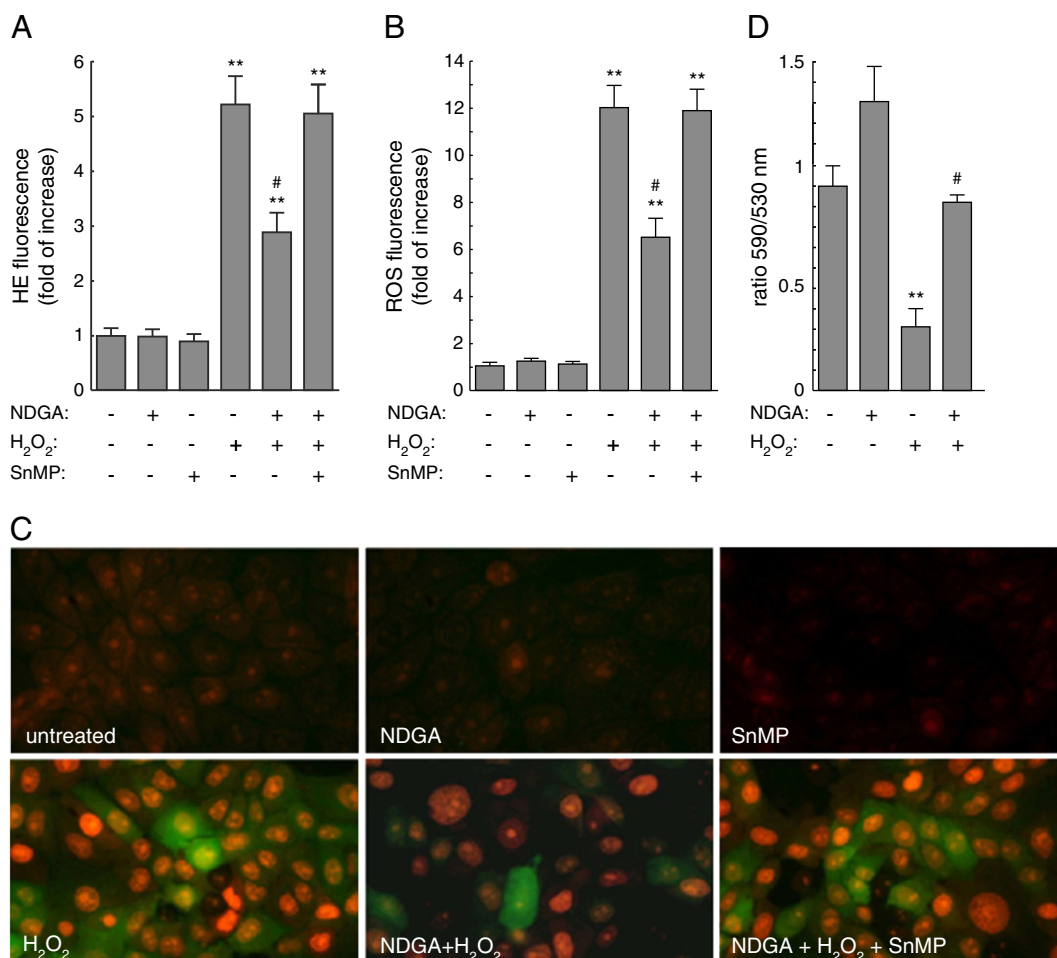 A
HE fluorescence
(fold of increase)
6
5
4
3
2
1
0
** ** # **
NDGA: - + - - + +
H₂O₂: - - - + + +
SnMP: - - + - - +
B
ROS fluorescence
(fold of increase)
14
12
10
8
6
4
2
0
** ** # **
NDGA: - + - - + +
H₂O₂: - - - + + +
SnMP: - - + - - +
D
ratio 590/530 nm
1.5
1
0.5
0
# **
NDGA: - + - +
H₂O₂: - - + +
C
untreated
NDGA
SnMP
H₂O₂
NDGA+H₂O₂
NDGA + H₂O₂ + SnMP